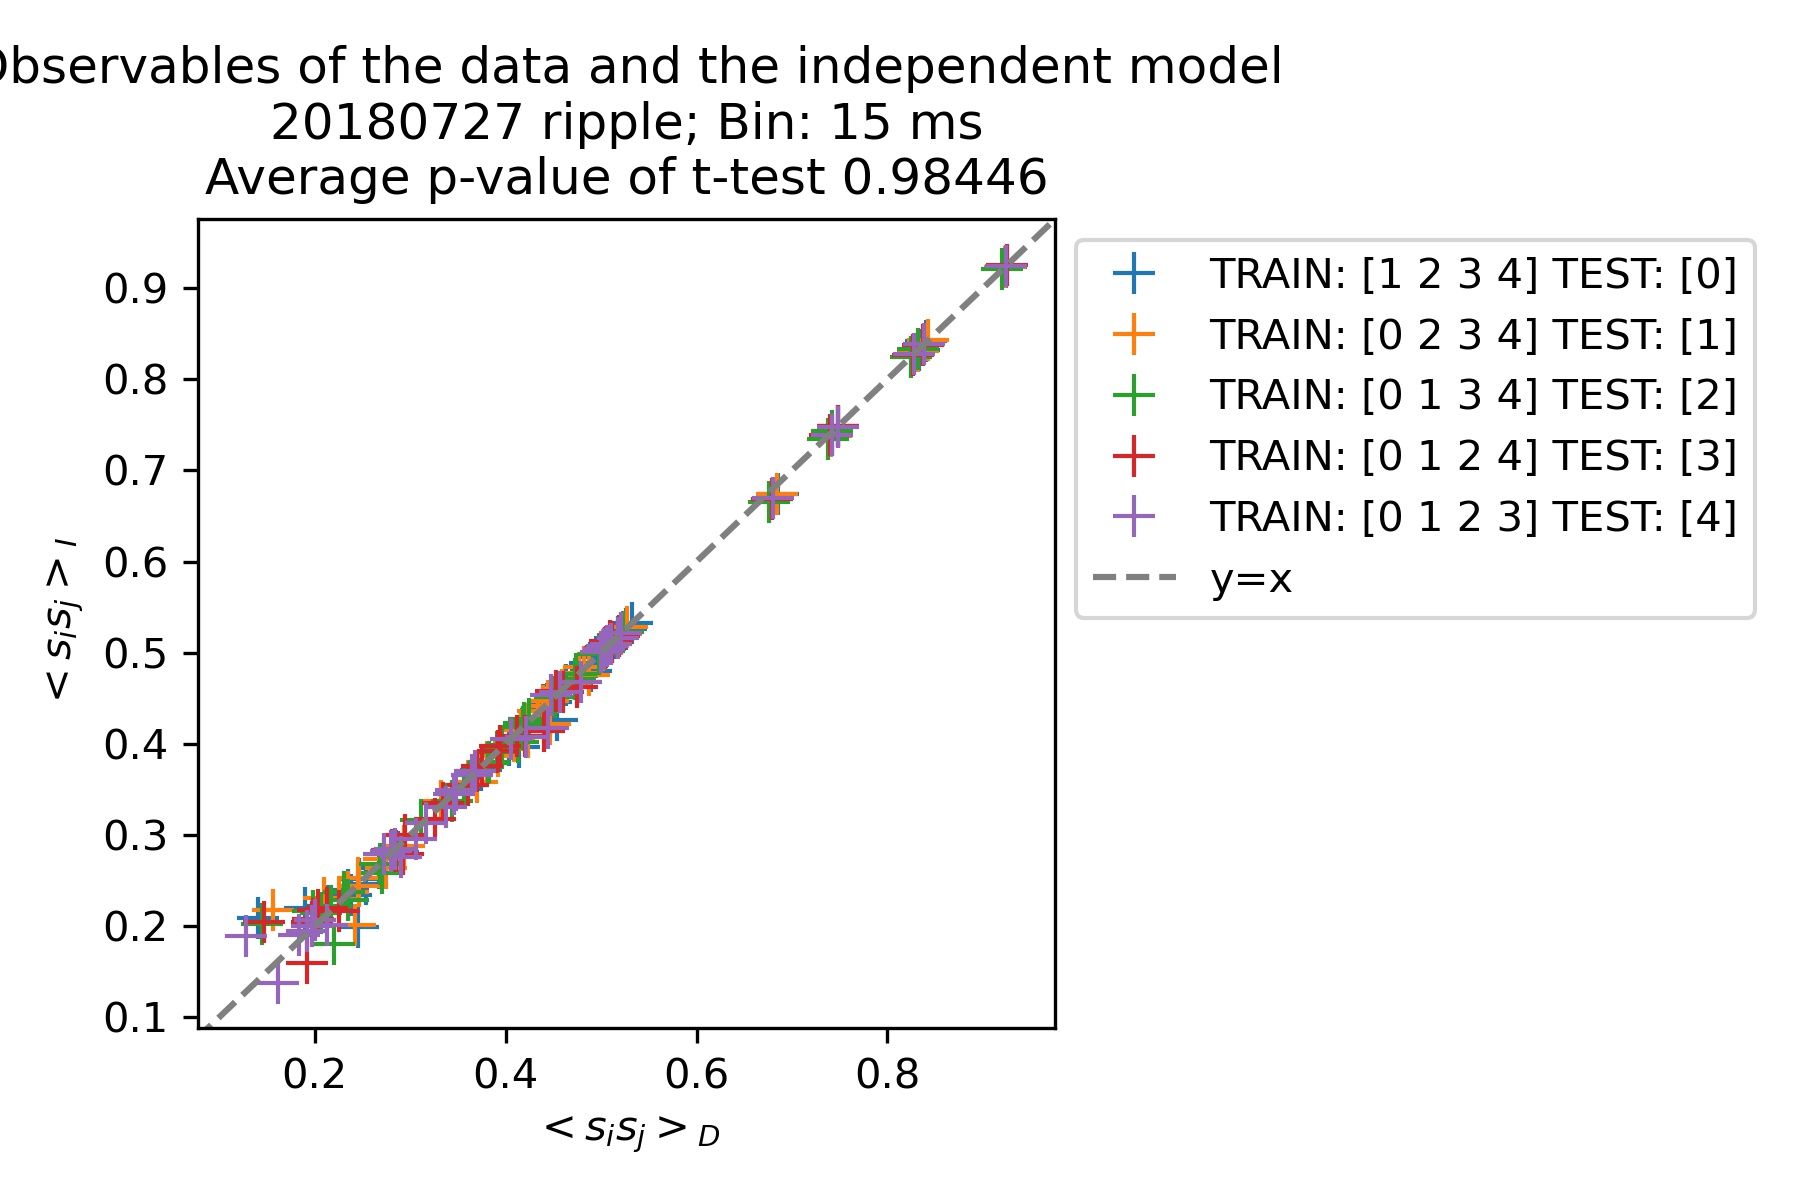 Observables of the data and the independent model
20180727 ripple; Bin: 15 ms
Average p-value of t-test 0.98446
0.9
0.8
0.7
0.6
0.5
0.4
0.3
0.2
0.1
< s_i s_j >_I
0.2 0.4 0.6 0.8
< s_i s_j >_D
TRAIN: [1 2 3 4] TEST: [0]
TRAIN: [0 2 3 4] TEST: [1]
TRAIN: [0 1 3 4] TEST: [2]
TRAIN: [0 1 2 4] TEST: [3]
TRAIN: [0 1 2 3] TEST: [4]
y=x